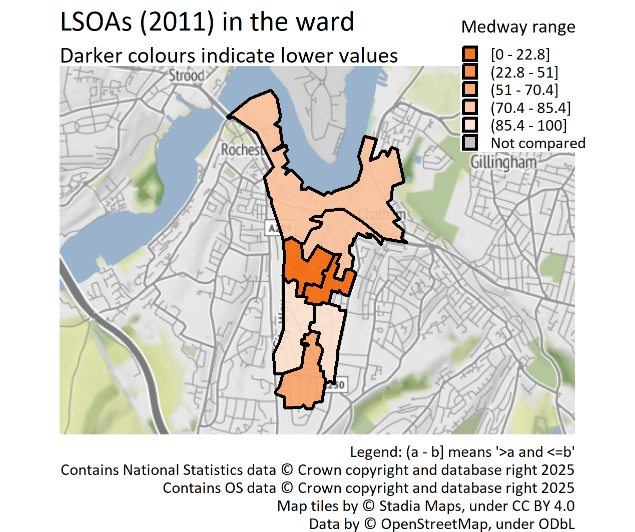 LSOAs (2011) in the ward
Darker colours indicate lower values
Medway range
[0 - 22.8]
(22.8 - 51]
(51 - 70.4]
(70.4 - 85.4]
(85.4 - 100]
Not compared
Strood
Gillingham
Legend: (a - b] means '>a and <=b'
Contains National Statistics data © Crown copyright and database right 2025
Contains OS data © Crown copyright and database right 2025
Map tiles by © Stadia Maps, under CC BY 4.0
Data by © OpenStreetMap, under ODbL